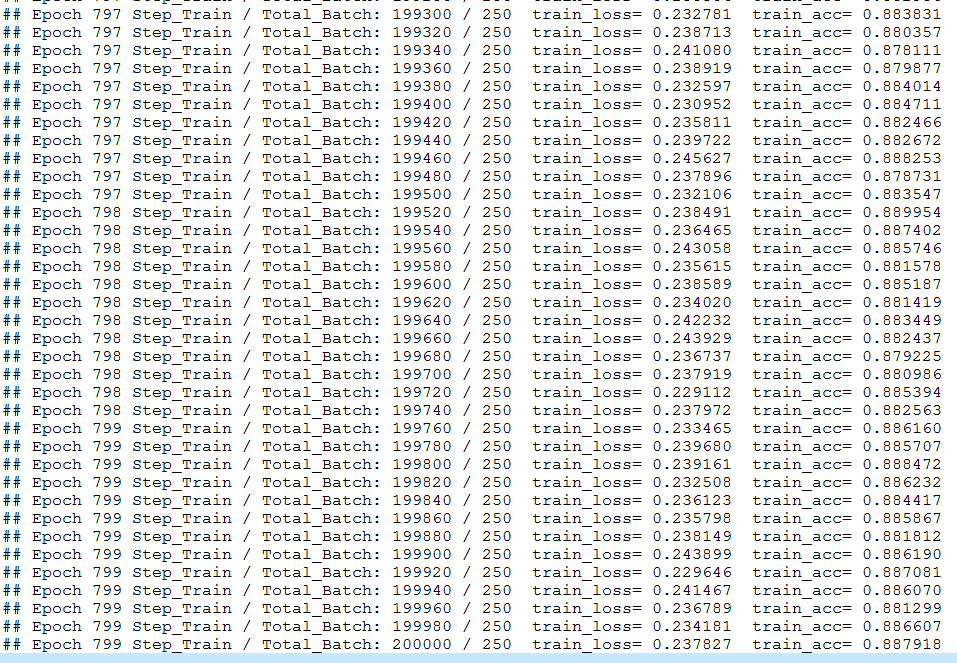 ## Epoch 797 Step_Train / Total_Batch: 199300 / 250 train_loss= 0.232781 train_acc= 0.883831
## Epoch 797 Step_Train / Total_Batch: 199320 / 250 train_loss= 0.238713 train_acc= 0.880357
## Epoch 797 Step_Train / Total_Batch: 199340 / 250 train_loss= 0.241080 train_acc= 0.878111
## Epoch 797 Step_Train / Total_Batch: 199360 / 250 train_loss= 0.238919 train_acc= 0.879877
## Epoch 797 Step_Train / Total_Batch: 199380 / 250 train_loss= 0.232597 train_acc= 0.884014
## Epoch 797 Step_Train / Total_Batch: 199400 / 250 train_loss= 0.230952 train_acc= 0.884711
## Epoch 797 Step_Train / Total_Batch: 199420 / 250 train_loss= 0.235811 train_acc= 0.882466
## Epoch 797 Step_Train / Total_Batch: 199440 / 250 train_loss= 0.239722 train_acc= 0.882672
## Epoch 797 Step_Train / Total_Batch: 199460 / 250 train_loss= 0.245627 train_acc= 0.888253
## Epoch 797 Step_Train / Total_Batch: 199480 / 250 train_loss= 0.237896 train_acc= 0.878731
## Epoch 797 Step_Train / Total_Batch: 199500 / 250 train_loss= 0.232106 train_acc= 0.883547
## Epoch 798 Step_Train / Total_Batch: 199520 / 250 train_loss= 0.238491 train_acc= 0.889954
## Epoch 798 Step_Train / Total_Batch: 199540 / 250 train_loss= 0.236465 train_acc= 0.887402
## Epoch 798 Step_Train / Total_Batch: 199560 / 250 train_loss= 0.243058 train_acc= 0.885746
## Epoch 798 Step_Train / Total_Batch: 199580 / 250 train_loss= 0.235615 train_acc= 0.881578
## Epoch 798 Step_Train / Total_Batch: 199600 / 250 train_loss= 0.238589 train_acc= 0.885187
## Epoch 798 Step_Train / Total_Batch: 199620 / 250 train_loss= 0.234020 train_acc= 0.881419
## Epoch 798 Step_Train / Total_Batch: 199640 / 250 train_loss= 0.242232 train_acc= 0.883449
## Epoch 798 Step_Train / Total_Batch: 199660 / 250 train_loss= 0.243929 train_acc= 0.882437
## Epoch 798 Step_Train / Total_Batch: 199680 / 250 train_loss= 0.236737 train_acc= 0.879225
## Epoch 798 Step_Train / Total_Batch: 199700 / 250 train_loss= 0.237919 train_acc= 0.880986
## Epoch 798 Step_Train / Total_Batch: 199720 / 250 train_loss= 0.229112 train_acc= 0.885394
## Epoch 798 Step_Train / Total_Batch: 199740 / 250 train_loss= 0.237972 train_acc= 0.882563
## Epoch 799 Step_Train / Total_Batch: 199760 / 250 train_loss= 0.233465 train_acc= 0.886160
## Epoch 799 Step_Train / Total_Batch: 199780 / 250 train_loss= 0.239680 train_acc= 0.885707
## Epoch 799 Step_Train / Total_Batch: 199800 / 250 train_loss= 0.239161 train_acc= 0.888472
## Epoch 799 Step_Train / Total_Batch: 199820 / 250 train_loss= 0.232508 train_acc= 0.886232
## Epoch 799 Step_Train / Total_Batch: 199840 / 250 train_loss= 0.236123 train_acc= 0.884417
## Epoch 799 Step_Train / Total_Batch: 199860 / 250 train_loss= 0.235798 train_acc= 0.885867
## Epoch 799 Step_Train / Total_Batch: 199880 / 250 train_loss= 0.238149 train_acc= 0.881812
## Epoch 799 Step_Train / Total_Batch: 199900 / 250 train_loss= 0.243899 train_acc= 0.886190
## Epoch 799 Step_Train / Total_Batch: 199920 / 250 train_loss= 0.229646 train_acc= 0.887081
## Epoch 799 Step_Train / Total_Batch: 199940 / 250 train_loss= 0.241467 train_acc= 0.886070
## Epoch 799 Step_Train / Total_Batch: 199960 / 250 train_loss= 0.236789 train_acc= 0.881299
## Epoch 799 Step_Train / Total_Batch: 199980 / 250 train_loss= 0.234181 train_acc= 0.886607
## Epoch 799 Step_Train / Total_Batch: 200000 / 250 train_loss= 0.237827 train_acc= 0.887918